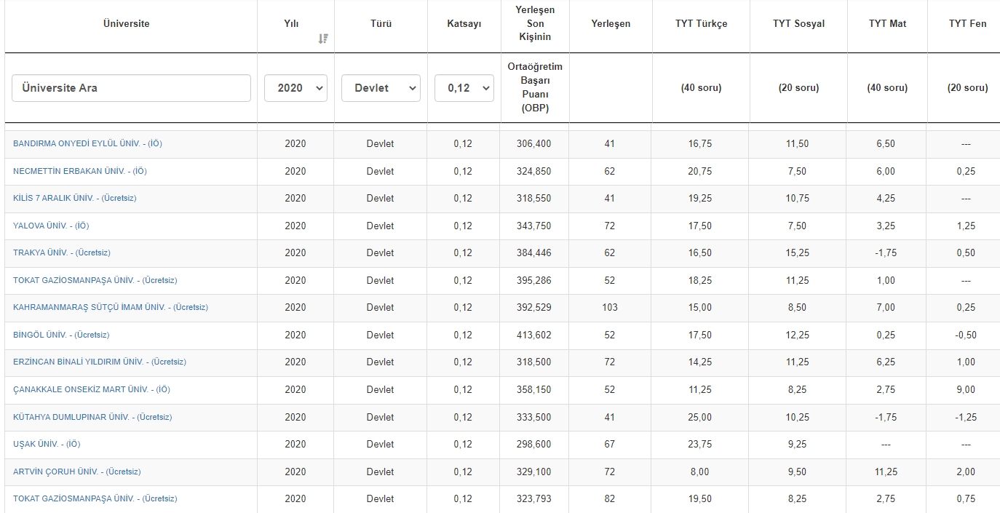 Üniversite Yılı Türü Katsayı Yerleşen Son Kişinin Yerleşen TYT Türkçe TYT Sosyal TYT Mat TYT Fen
Üniversite Ara 2020 Devlet 0,12 Ortaöğretim Başarı Puanı (OBP) (40 soru) (20 soru) (40 soru) (20 soru)
BANDIRMA ONYEDİ EYLÜL ÜNİV. - (İÖ) 2020 Devlet 0,12 306,400 41 16,75 11,50 6,50 ---
NECMETTİN ERBAKAN ÜNİV. - (İÖ) 2020 Devlet 0,12 324,850 62 20,75 7,50 6,00 0,25
KİLİS 7 ARALIK ÜNİV. - (Ücretsiz) 2020 Devlet 0,12 318,550 41 19,25 10,75 4,25 ---
YALOVA ÜNİV. - (İÖ) 2020 Devlet 0,12 343,750 72 17,50 7,50 3,25 1,25
TRAKYA ÜNİV. - (Ücretsiz) 2020 Devlet 0,12 384,446 62 16,50 15,25 -1,75 0,50
TOKAT GAZİOSMANPAŞA ÜNİV. - (Ücretsiz) 2020 Devlet 0,12 395,286 52 18,25 11,25 1,00 ---
KAHRAMANMARAŞ SÜTÇÜ İMAM ÜNİV. - (Ücretsiz) 2020 Devlet 0,12 392,529 103 15,00 8,50 7,00 0,25
BİNGÖL ÜNİV. - (Ücretsiz) 2020 Devlet 0,12 413,602 52 17,50 12,25 0,25 -0,50
ERZİNCAN BİNALİ YILDIRIM ÜNİV. - (Ücretsiz) 2020 Devlet 0,12 318,500 72 14,25 11,25 6,25 1,00
ÇANAKKALE ONSEKİZ MART ÜNİV. - (İÖ) 2020 Devlet 0,12 358,150 52 11,25 8,25 2,75 9,00
KÜTAHYA DUMLUPINAR ÜNİV. - (Ücretsiz) 2020 Devlet 0,12 333,500 41 25,00 10,25 -1,75 -1,25
UŞAK ÜNİV. - (İÖ) 2020 Devlet 0,12 298,600 67 23,75 9,25 --- ---
ARTVİN ÇORUH ÜNİV. - (Ücretsiz) 2020 Devlet 0,12 329,100 72 8,00 9,50 11,25 2,00
TOKAT GAZİOSMANPAŞA ÜNİV. - (Ücretsiz) 2020 Devlet 0,12 323,793 82 19,50 8,25 2,75 0,75